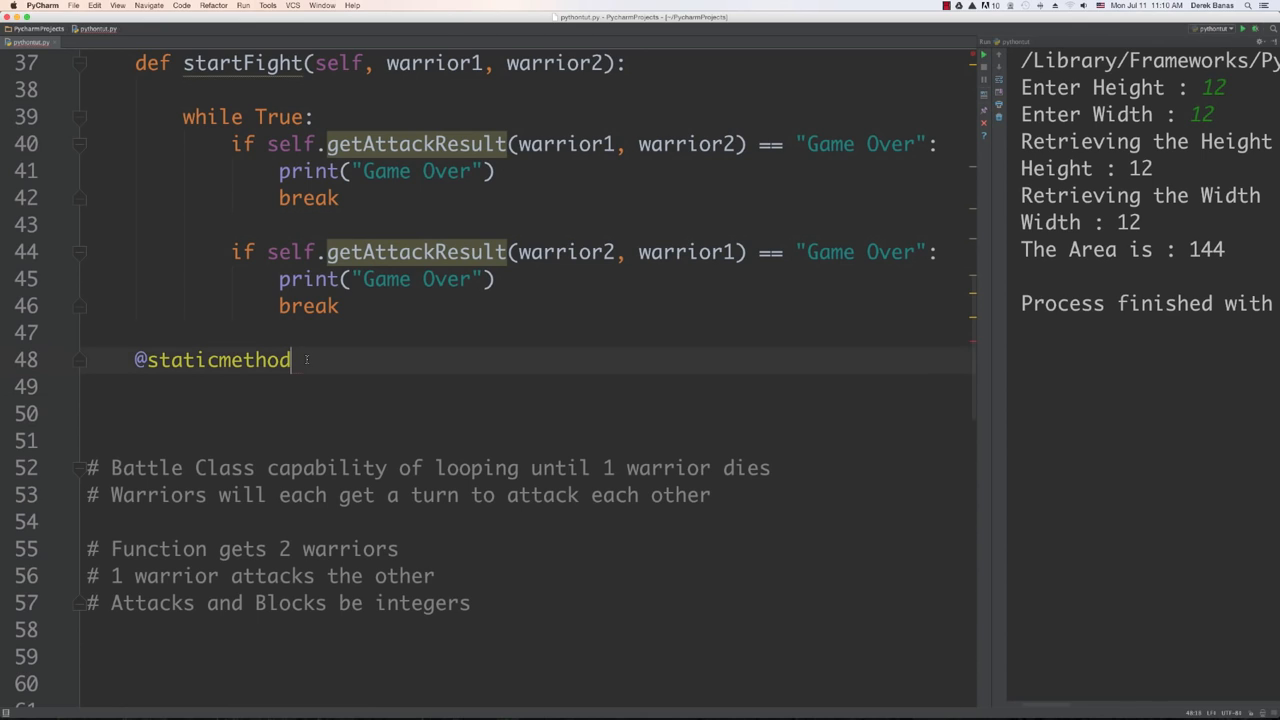 PyCharm File Edit View Navigate Code Refactor Run Tools VCS Window Help
10 Mon Jul 11 11:10 AM Derek Banas
pythontut.py - PycharmProjects - [~/PycharmProjects]
PycharmProjects pythontut.py pythontut
pythontut.py
Run: pythontut
37 def startFight(self, warrior1, warrior2):
38
39 while True:
40 if self.getAttackResult(warrior1, warrior2) == "Game Over":
41 print("Game Over")
42 break
43
44 if self.getAttackResult(warrior2, warrior1) == "Game Over":
45 print("Game Over")
46 break
47
48 @staticmethod
49
50
51
52 # Battle Class capability of looping until 1 warrior dies
53 # Warriors will each get a turn to attack each other
54
55 # Function gets 2 warriors
56 # 1 warrior attacks the other
57 # Attacks and Blocks be integers
58
59
60
61
/Library/Frameworks/Py
Enter Height : 12
Enter Width : 12
Retrieving the Height
Height : 12
Retrieving the Width
Width : 12
The Area is : 144
Process finished with
48:18 LF÷ UTF-8÷